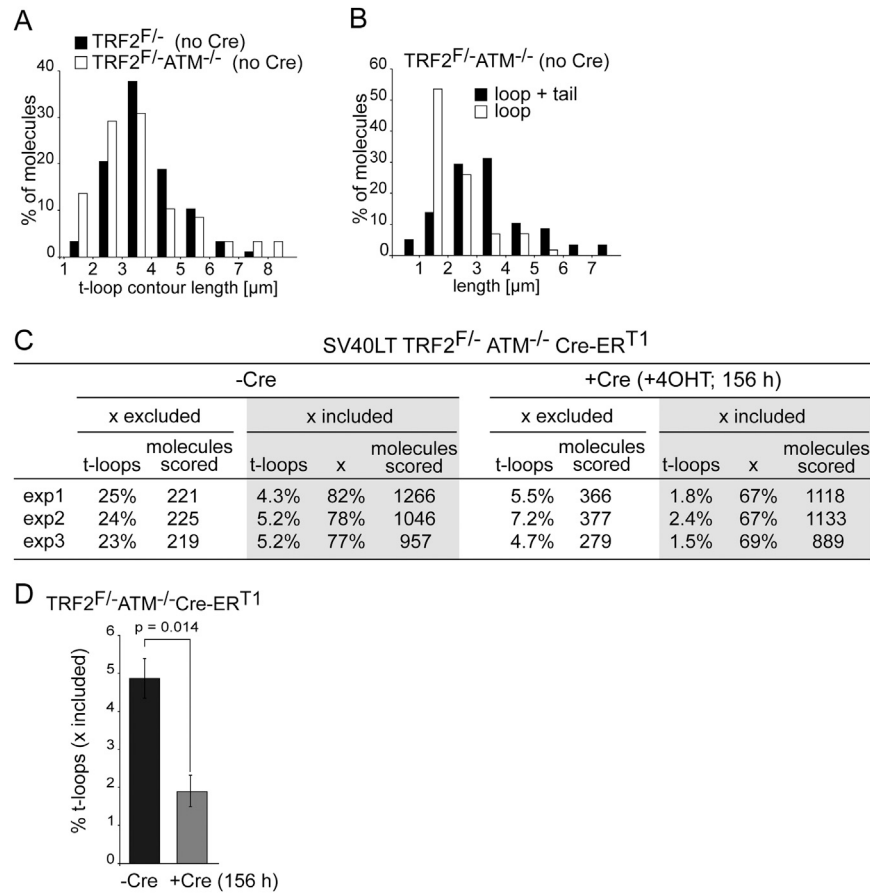 A
■ TRF2F/- (no Cre)
□ TRF2F/-ATM-/- (no Cre)
% of molecules
40
30
20
10
0
1 2 3 4 5 6 7 8
t-loop contour length [µm]
B
TRF2F/-ATM-/- (no Cre)
■ loop + tail
□ loop
% of molecules
60
50
40
30
20
10
0
1 2 3 4 5 6 7
length [µm]
C
SV40LT TRF2F/- ATM-/- Cre-ERT1
-Cre +Cre (+4OHT; 156 h)
x excluded x included x excluded x included
t-loops molecules scored t-loops x molecules scored t-loops molecules scored t-loops x molecules scored
exp1 25% 221 4.3% 82% 1266 5.5% 366 1.8% 67% 1118
exp2 24% 225 5.2% 78% 1046 7.2% 377 2.4% 67% 1133
exp3 23% 219 5.2% 77% 957 4.7% 279 1.5% 69% 889
D
TRF2F/-ATM-/-Cre-ERT1
p = 0.014
% t-loops (x included)
6
5
4
3
2
1
0
-Cre +Cre (156 h)